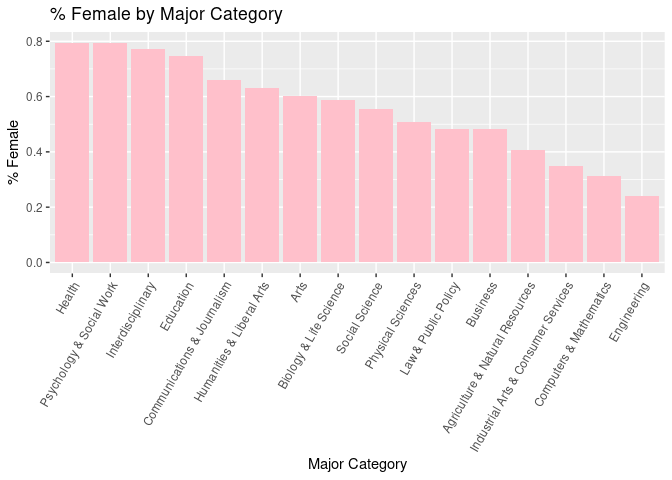 % Female by Major Category
% Female
0.8
0.6
0.4
0.2
0.0
Health
Psychology & Social Work
Interdisciplinary
Education
Communications & Journalism
Humanities & Liberal Arts
Arts
Biology & Life Science
Social Science
Physical Sciences
Law & Public Policy
Business
Agriculture & Natural Resources
Industrial Arts & Consumer Services
Computers & Mathematics
Engineering
Major Category